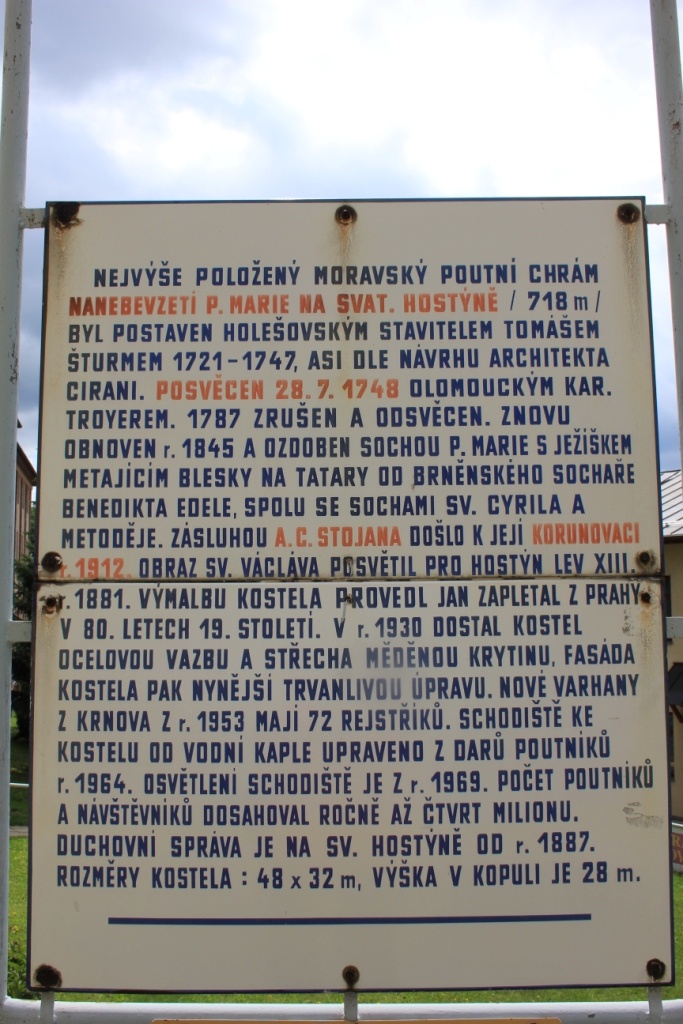 NEJVÝŠE POLOŽENÝ MORAVSKÝ POUTNÍ CHRÁM
NANEBEVZETÍ P. MARIE NA SVAT. HOSTÝNĚ / 718 m /
BYL POSTAVEN HOLEŠOVSKÝM STAVITELEM TOMÁŠEM
ŠTURMEM 1721-1747, ASI DLE NÁVRHU ARCHITEKTA
CIRANI. POSVĚCEN 28. 7. 1748 OLOMOUCKÝM KAR.
TROYEREM. 1787 ZRUŠEN A ODSVĚCEN. ZNOVU
OBNOVEN r. 1845 A OZDOBEN SOCHOU P. MARIE S JEŽÍŠKEM
METAJÍCÍM BLESKY NA TATARY OD BRNĚNSKÉHO SOCHAŘE
BENEDIKTA EDELE, SPOLU SE SOCHAMI SV. CYRILA A
METODĚJE. ZÁSLUHOU A. C. STOJANA DOŠLO K JEJÍ KORUNOVACI
r. 1912. OBRAZ SV. VÁCLAVA POSVĚTIL PRO HOSTÝN LEV XIII.
r. 1881. VÝMALBU KOSTELA PROVEDL JAN ZAPLETAL Z PRAHY
V 80. LETECH 19. STOLETÍ. V r. 1930 DOSTAL KOSTEL
OCELOVOU VAZBU A STŘECHA MĚDĚNOU KRYTINU, FASÁDA
KOSTELA PAK NYNĚJŠÍ TRVANLIVOU ÚPRAVU. NOVÉ VARHANY
Z KRNOVA Z r. 1953 MAJÍ 72 REJSTŘÍKŮ. SCHODIŠTĚ KE
KOSTELU OD VODNÍ KAPLE UPRAVENO Z DARŮ POUTNÍKŮ
r. 1964. OSVĚTLENÍ SCHODIŠTĚ JE Z r. 1969. POČET POUTNÍKŮ
A NÁVŠTĚVNÍKŮ DOSAHOVAL ROČNĚ AŽ ČTVRT MILIONU.
DUCHOVNÍ SPRÁVA JE NA SV. HOSTÝNĚ OD r. 1887.
ROZMĚRY KOSTELA : 48 x 32 m, VÝŠKA V KOPULI JE 28 m.